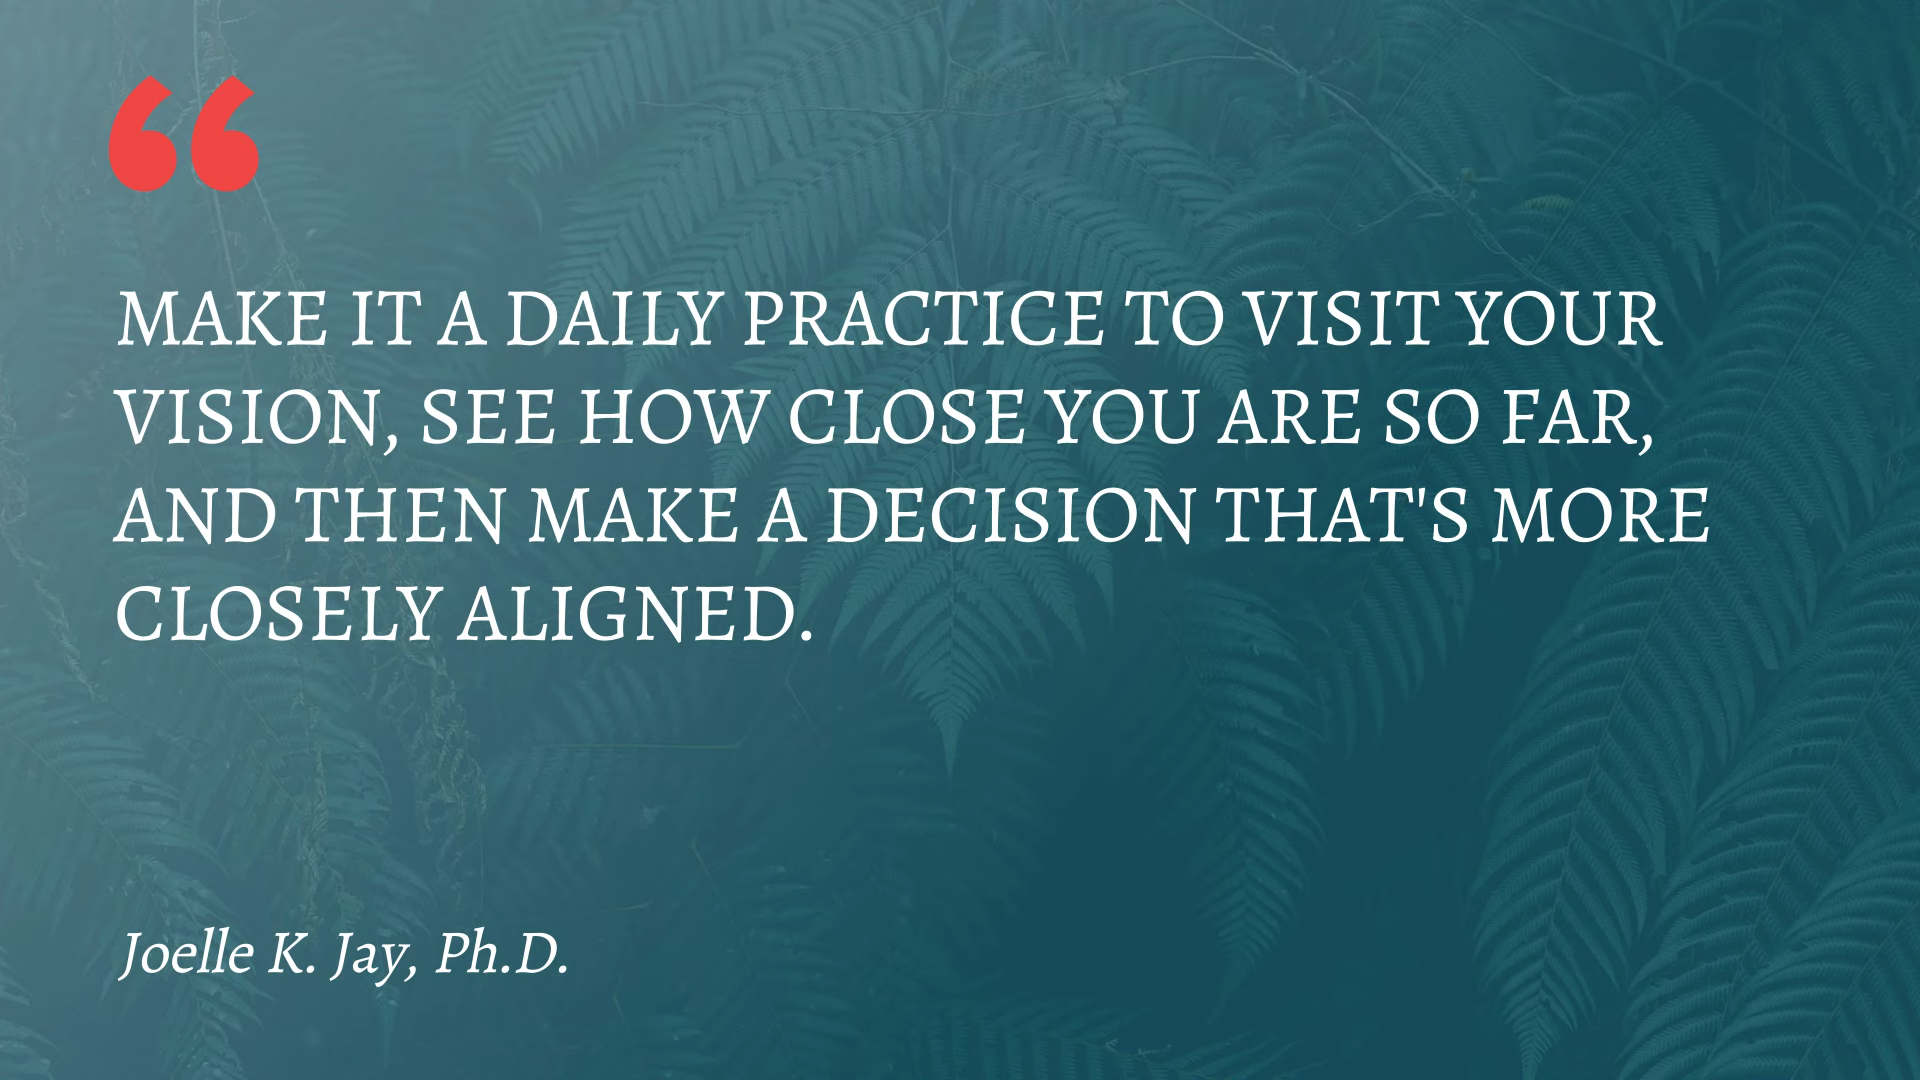 “
MAKE IT A DAILY PRACTICE TO VISIT YOUR
VISION, SEE HOW CLOSE YOU ARE SO FAR,
AND THEN MAKE A DECISION THAT'S MORE
CLOSELY ALIGNED.
Joelle K. Jay, Ph.D.